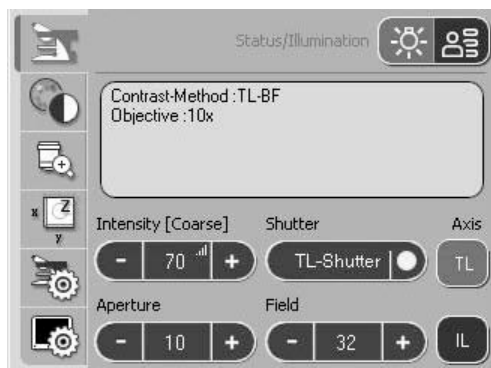 Status/Illumination
Contrast-Method :TL-BF
Objective :10x
x Z
y
Intensity [Coarse] Shutter Axis
- 70 + TL-Shutter TL
Aperture Field
- 10 + - 32 + IL